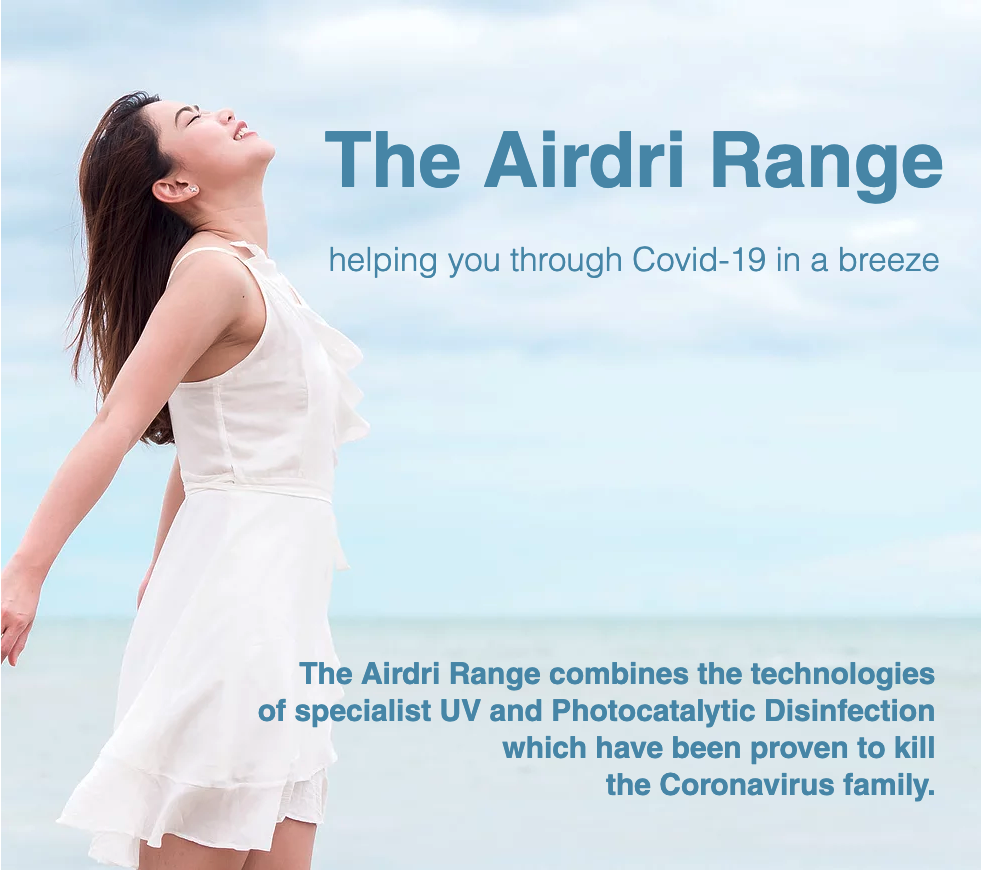 The Airdri Range
helping you through Covid-19 in a breeze
The Airdri Range combines the technologies
of specialist UV and Photocatalytic Disinfection
which have been proven to kill
the Coronavirus family.